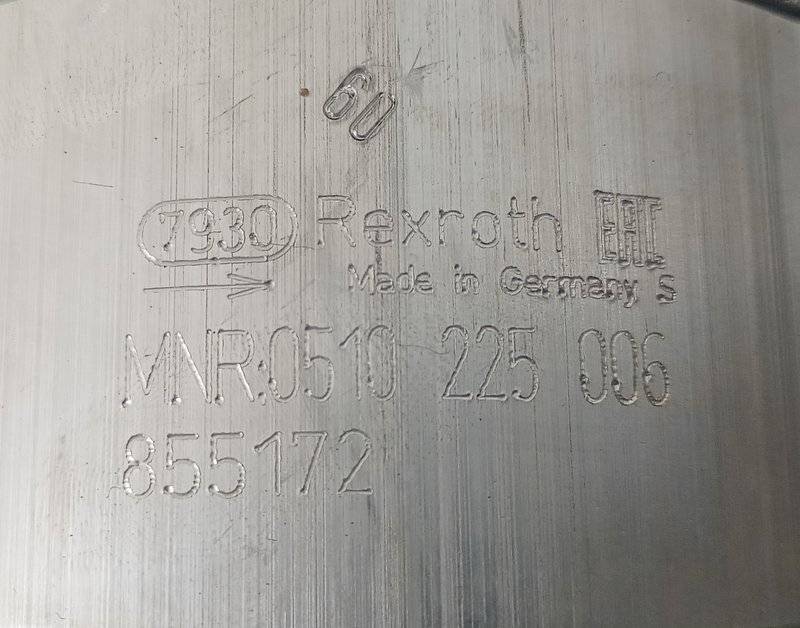 60
7930 Rexroth EAC
Made in Germany S
MNR:0510 225 006
855172